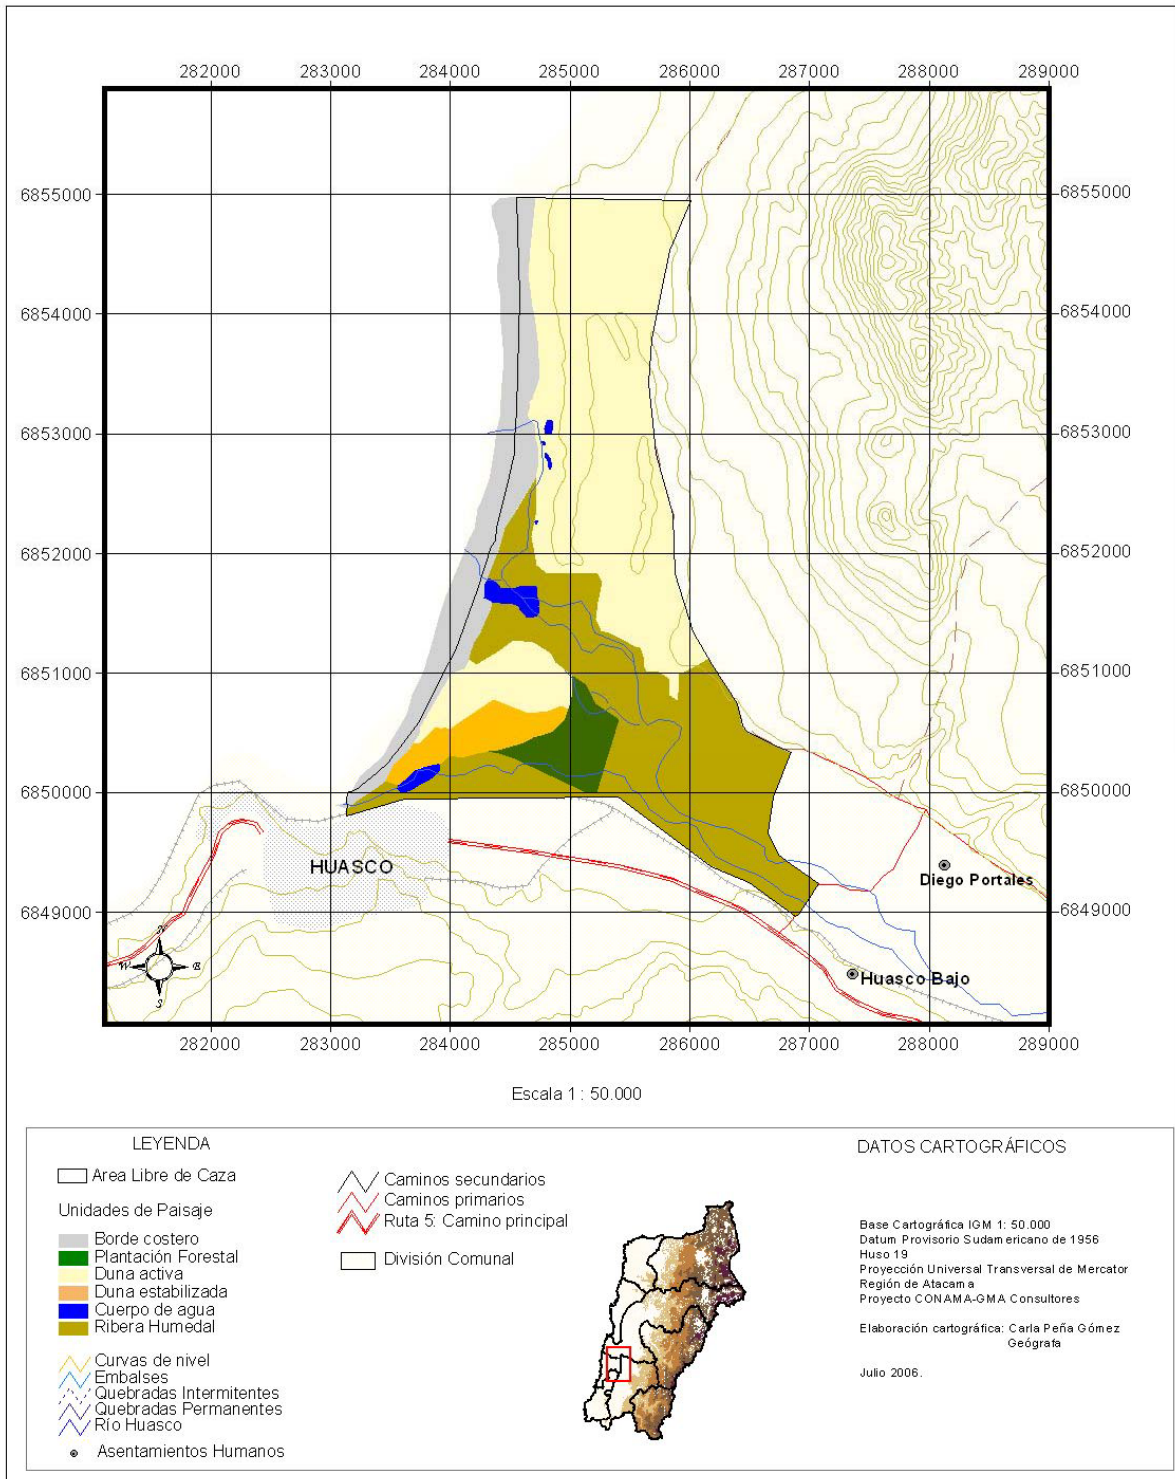 282000 283000 284000 285000 286000 287000 288000 289000
6855000 6855000
6854000 6854000
6853000 6853000
6852000 6852000
6851000 6851000
6850000 6850000
HUASCO
Diego Portales
6849000 6849000
N
W E
S
Huasco Bajo
282000 283000 284000 285000 286000 287000 288000 289000
Escala 1 : 50.000
LEYENDA
Area Libre de Caza
Unidades de Paisaje
Borde costero
Plantación Forestal
Duna activa
Duna estabilizada
Cuerpo de agua
Ribera Humedal
Curvas de nivel
Embalses
Quebradas Intermitentes
Quebradas Permanentes
Río Huasco
Asentamientos Humanos
Caminos secundarios
Caminos primarios
Ruta 5: Camino principal
División Comunal
DATOS CARTOGRÁFICOS
Base Cartográfica IGM 1: 50.000
Datum Provisorio Sudamericano de 1956
Huso 19
Proyección Universal Transversal de Mercator
Región de Atacama
Proyecto CONAMA-GMA Consultores
Elaboración cartográfica: Carla Peña Gómez
Geógrafa
Julio 2006.